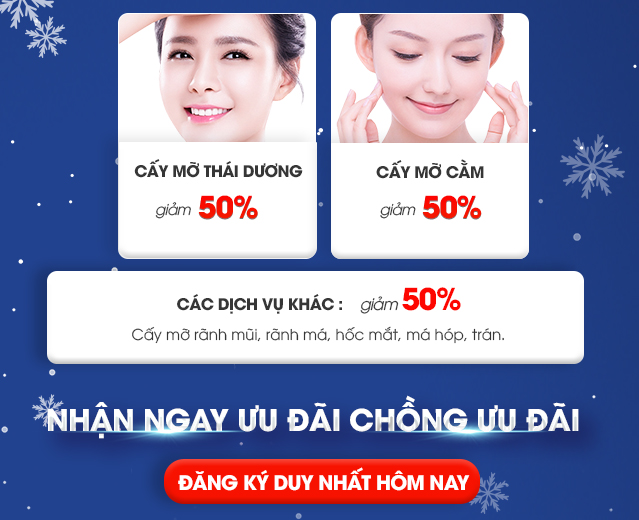 CẤY MỠ THÁI DƯƠNG
giảm 50%
CẤY MỠ CẰM
giảm 50%
CÁC DỊCH VỤ KHÁC : giảm 50%
Cấy mỡ rãnh mũi, rãnh má, hốc mắt, má hóp, trán.
NHẬN NGAY ƯU ĐÃI CHỒNG ƯU ĐÃI
ĐĂNG KÝ DUY NHẤT HÔM NAY